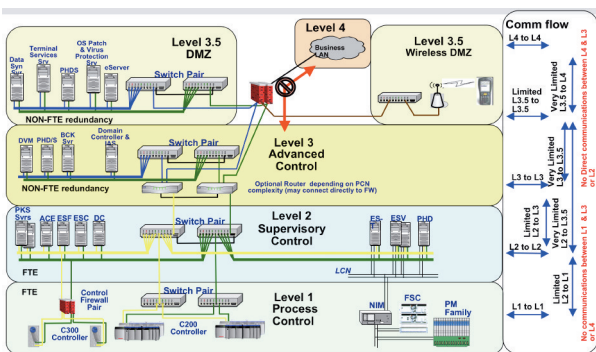 Level 3.5
DMZ
Data
Syn
Svr
Terminal
Services
Srv
PHDS
OS Patch
& Virus
Protection
Srv
eServer
Switch Pair
NON-FTE redundancy
Level 4
Business
LAN
Level 3.5
Wireless DMZ
Comm flow
L4 to L4
Limited
L3.5 to
L3.5
Very Limited
L3.5 to L4
No Direct communications between L4 & L3
or L2
Level 3
Advanced
Control
DVM
PHD/S
BCK
Svr
Domain
Controller &
IAS
Switch Pair
NON-FTE redundancy
Optional Router depending on PCN
complexity (may connect directly to FW)
L3 to L3
Very Limited
L3 to L3.5
Level 2
Supervisory
Control
PKS
Syrs
ACE
ESF
ESC
DC
Switch Pair
ES-
T
ESV
PHD
FTE
LCN
L2 to L2
Limited
L2 to L3
Very Limited
L2 to L3.5
No communications between L1 & L3
or L4
FTE
Level 1
Process
Control
Switch Pair
Control
Firewall
Pair
C300
Controller
C200
Controller
NIM
FSC
PM
Family
L1 to L1
Limited
L2 to L1